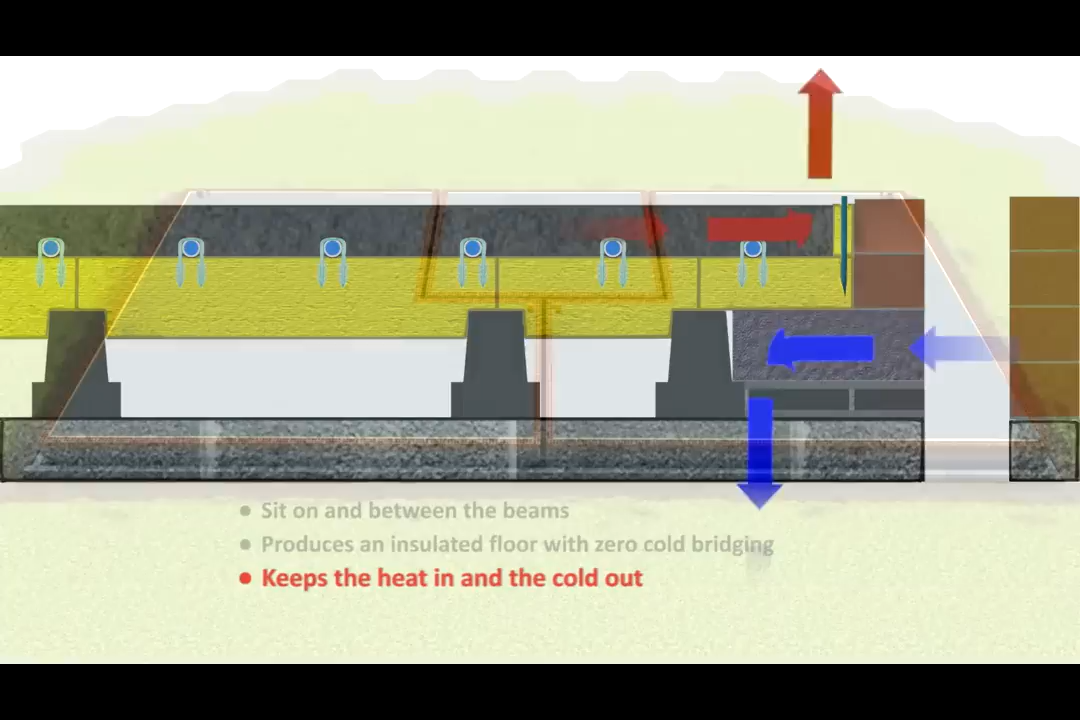 ● Sit on and between the beams
● Produces an insulated floor with zero cold bridging
● Keeps the heat in and the cold out